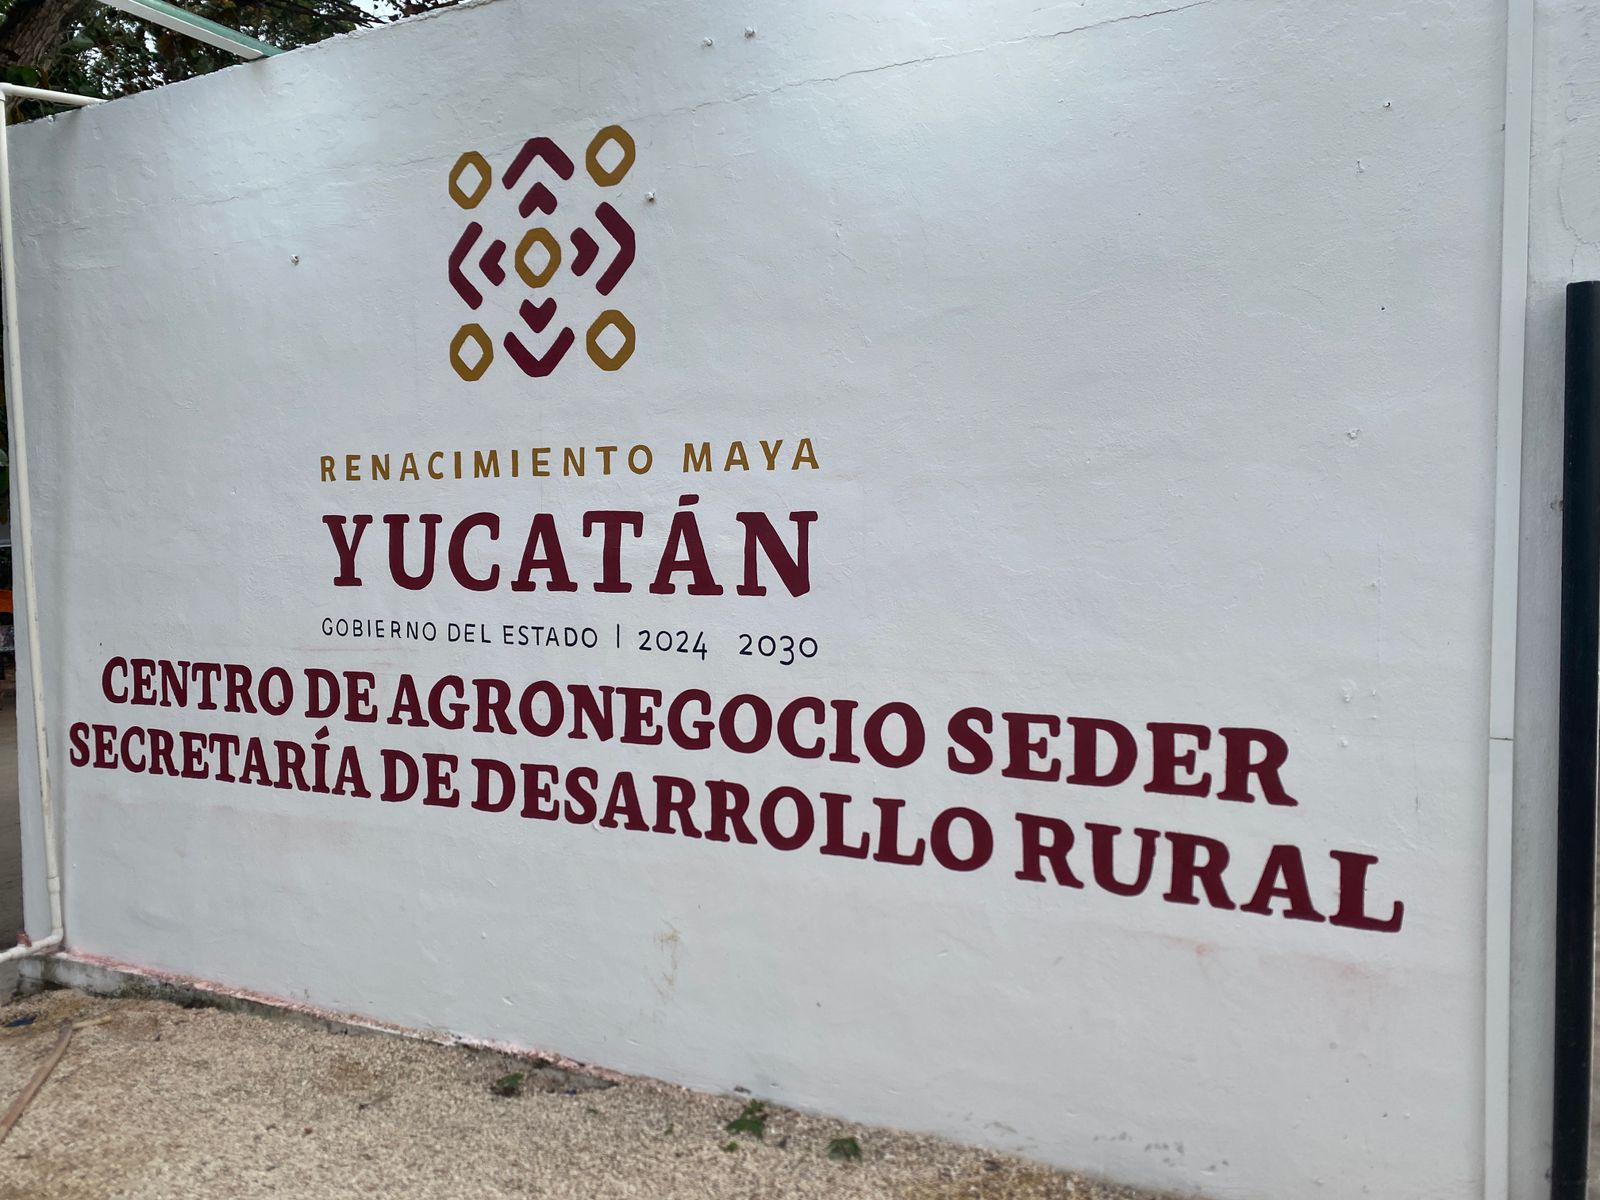 RENACIMIENTO MAYA
YUCATÁN
GOBIERNO DEL ESTADO | 2024 2030
CENTRO DE AGRONEGOCIO SEDER
SECRETARÍA DE DESARROLLO RURAL